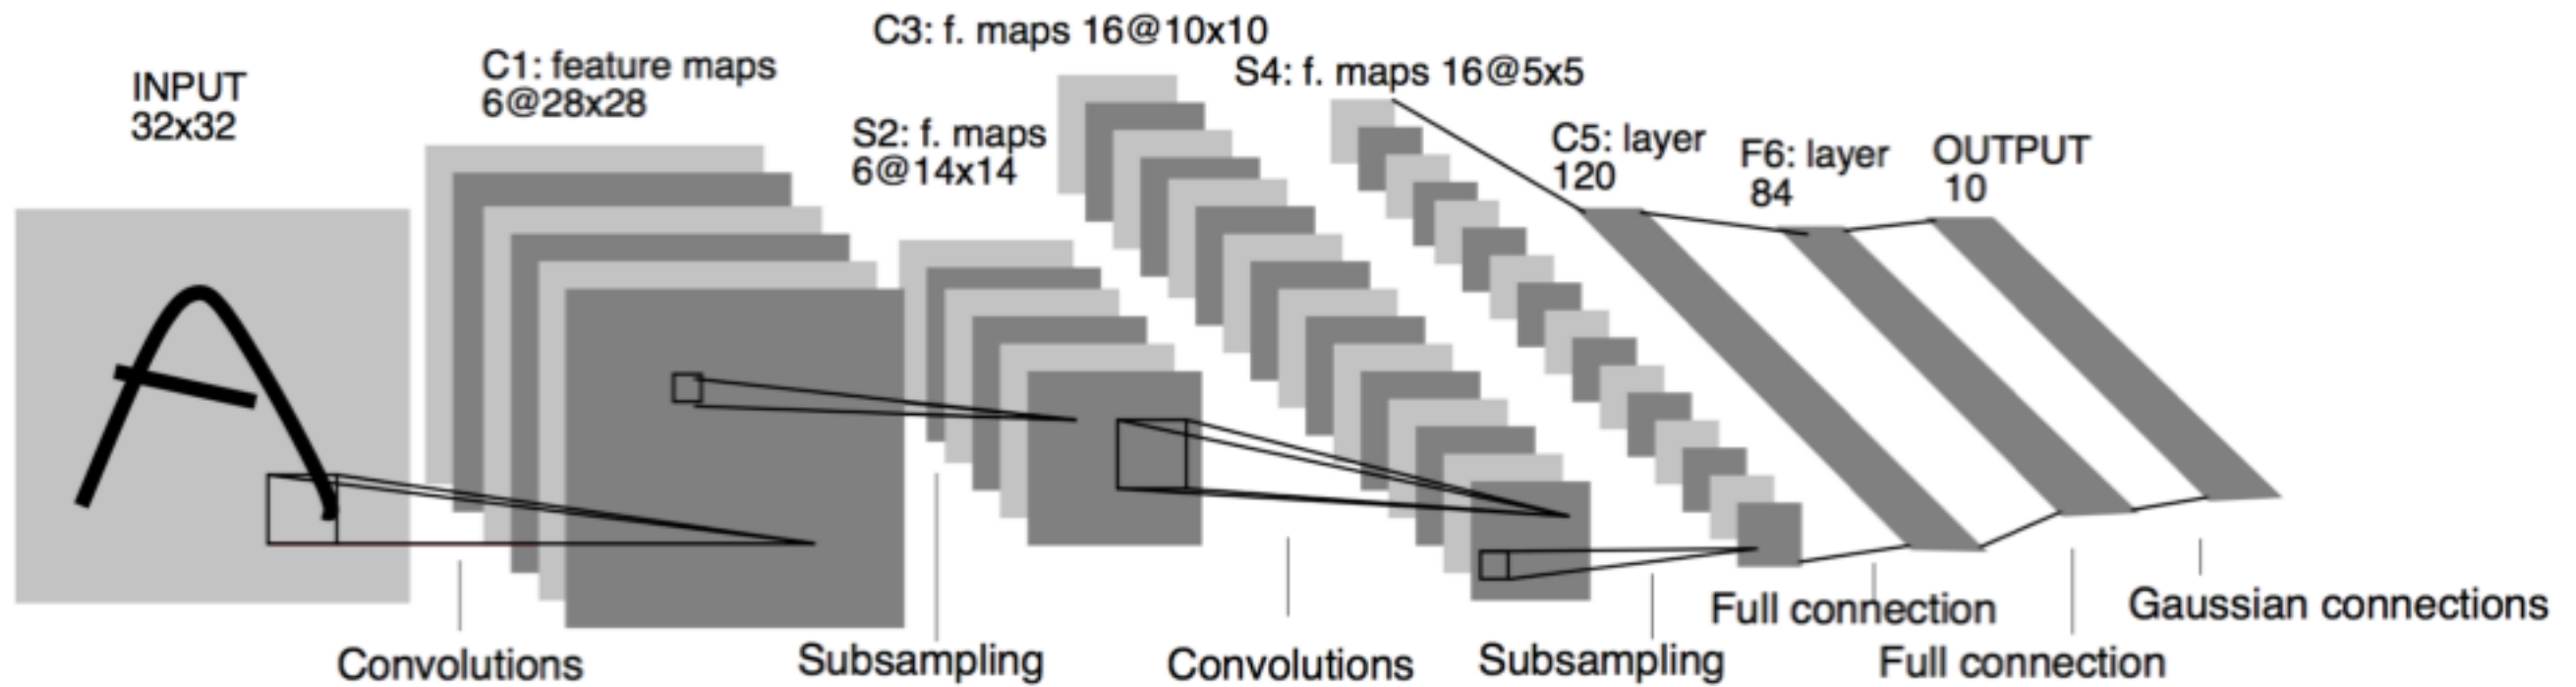 INPUT
32x32
C1: feature maps
6@28x28
S2: f. maps
6@14x14
C3: f. maps 16@10x10
S4: f. maps 16@5x5
C5: layer
120
F6: layer
84
OUTPUT
10
Convolutions
Subsampling
Convolutions
Subsampling
Full connection
Full connection
Gaussian connections